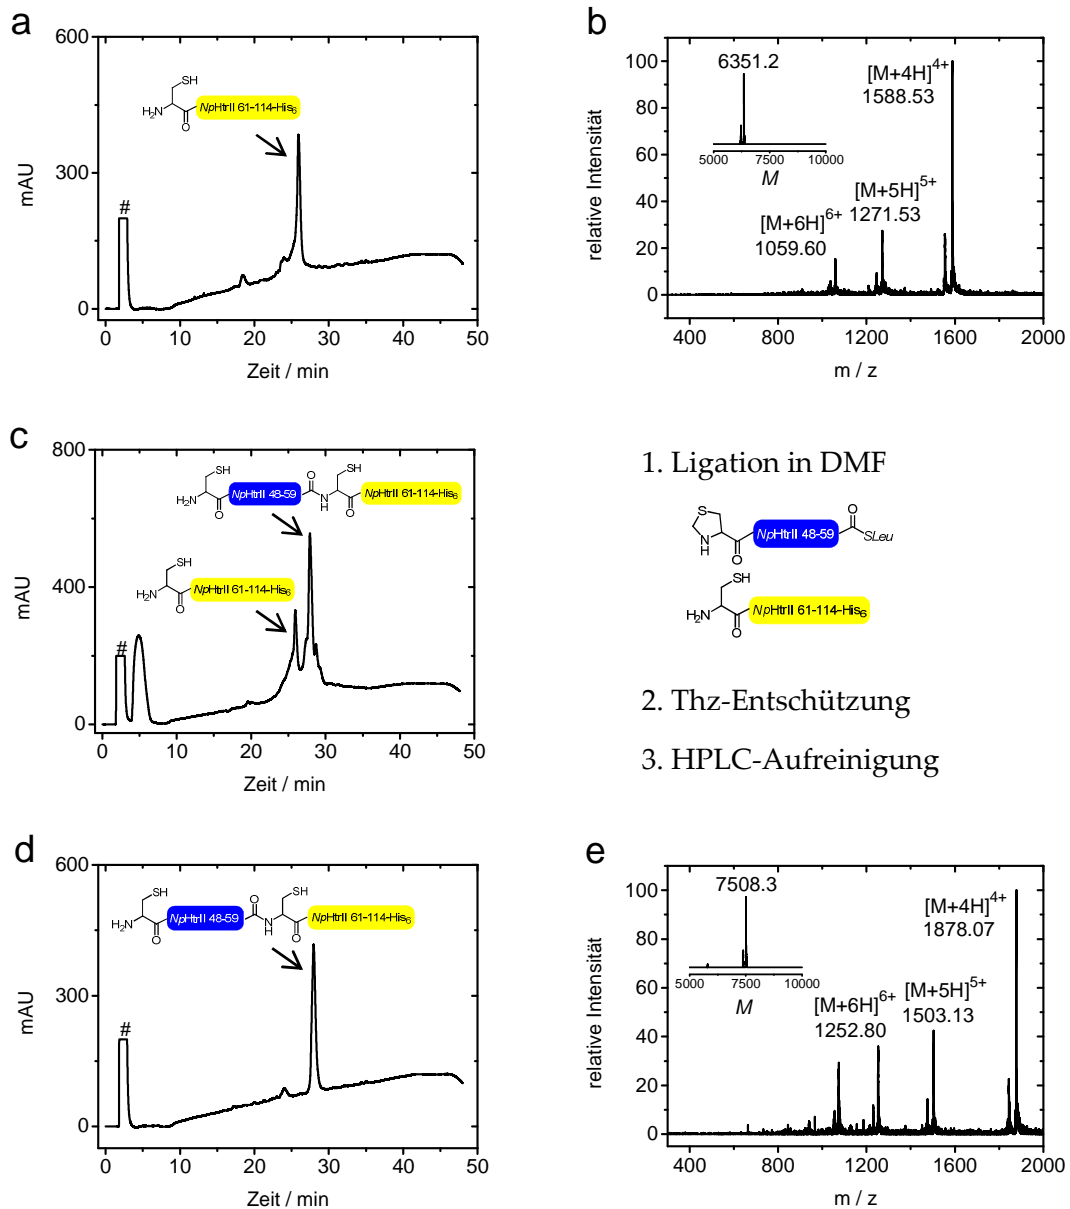 a
600
300
0
mAU
SH
H2N
O
NpHtrII 61-114-His6
#
0 10 20 30 40 50
Zeit / min
b
100
80
60
40
20
0
relative Intensität
6351.2
5000 7500 10000
M
[M+4H]4+
1588.53
[M+5H]5+
1271.53
[M+6H]6+
1059.60
400 800 1200 1600 2000
m / z
c
800
400
0
mAU
SH
H2N
O
NpHtrII 48-59
O
N
H
SH
O
NpHtrII 61-114-His6
SH
H2N
O
NpHtrII 61-114-His6
#
0 10 20 30 40 50
Zeit / min
1. Ligation in DMF
S
N
H
O
NpHtrII 48-59
O
SLeu
SH
H2N
O
NpHtrII 61-114-His6
2. Thz-Entschützung
3. HPLC-Aufreinigung
d
600
300
0
mAU
SH
H2N
O
NpHtrII 48-59
O
N
H
SH
O
NpHtrII 61-114-His6
#
0 10 20 30 40 50
Zeit / min
e
100
80
60
40
20
0
relative Intensität
7508.3
5000 7500 10000
M
[M+4H]4+
1878.07
[M+5H]5+
1503.13
[M+6H]6+
1252.80
400 800 1200 1600 2000
m / z